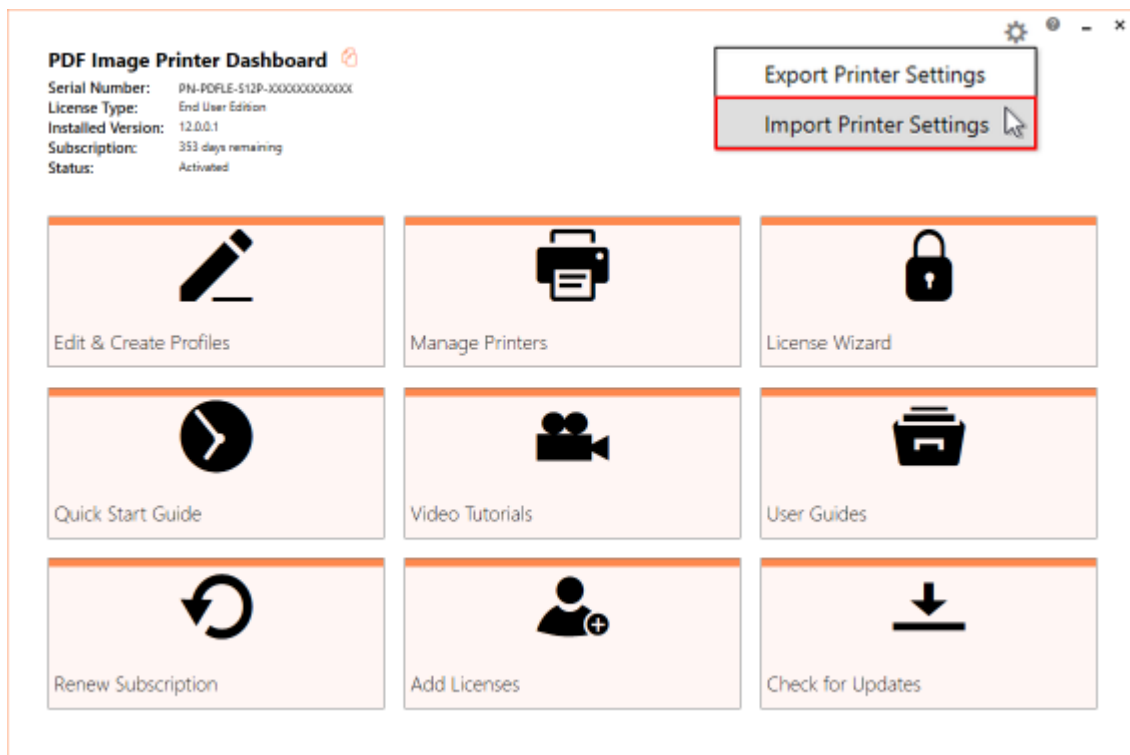 PDF Image Printer Dashboard
Serial Number: PN-PDFLE-S12P-XXXXXXXXXXXX
License Type: End User Edition
Installed Version: 12.0.0.1
Subscription: 353 days remaining
Status: Activated
Export Printer Settings
Import Printer Settings
Edit & Create Profiles
Manage Printers
License Wizard
Quick Start Guide
Video Tutorials
User Guides
Renew Subscription
Add Licenses
Check for Updates